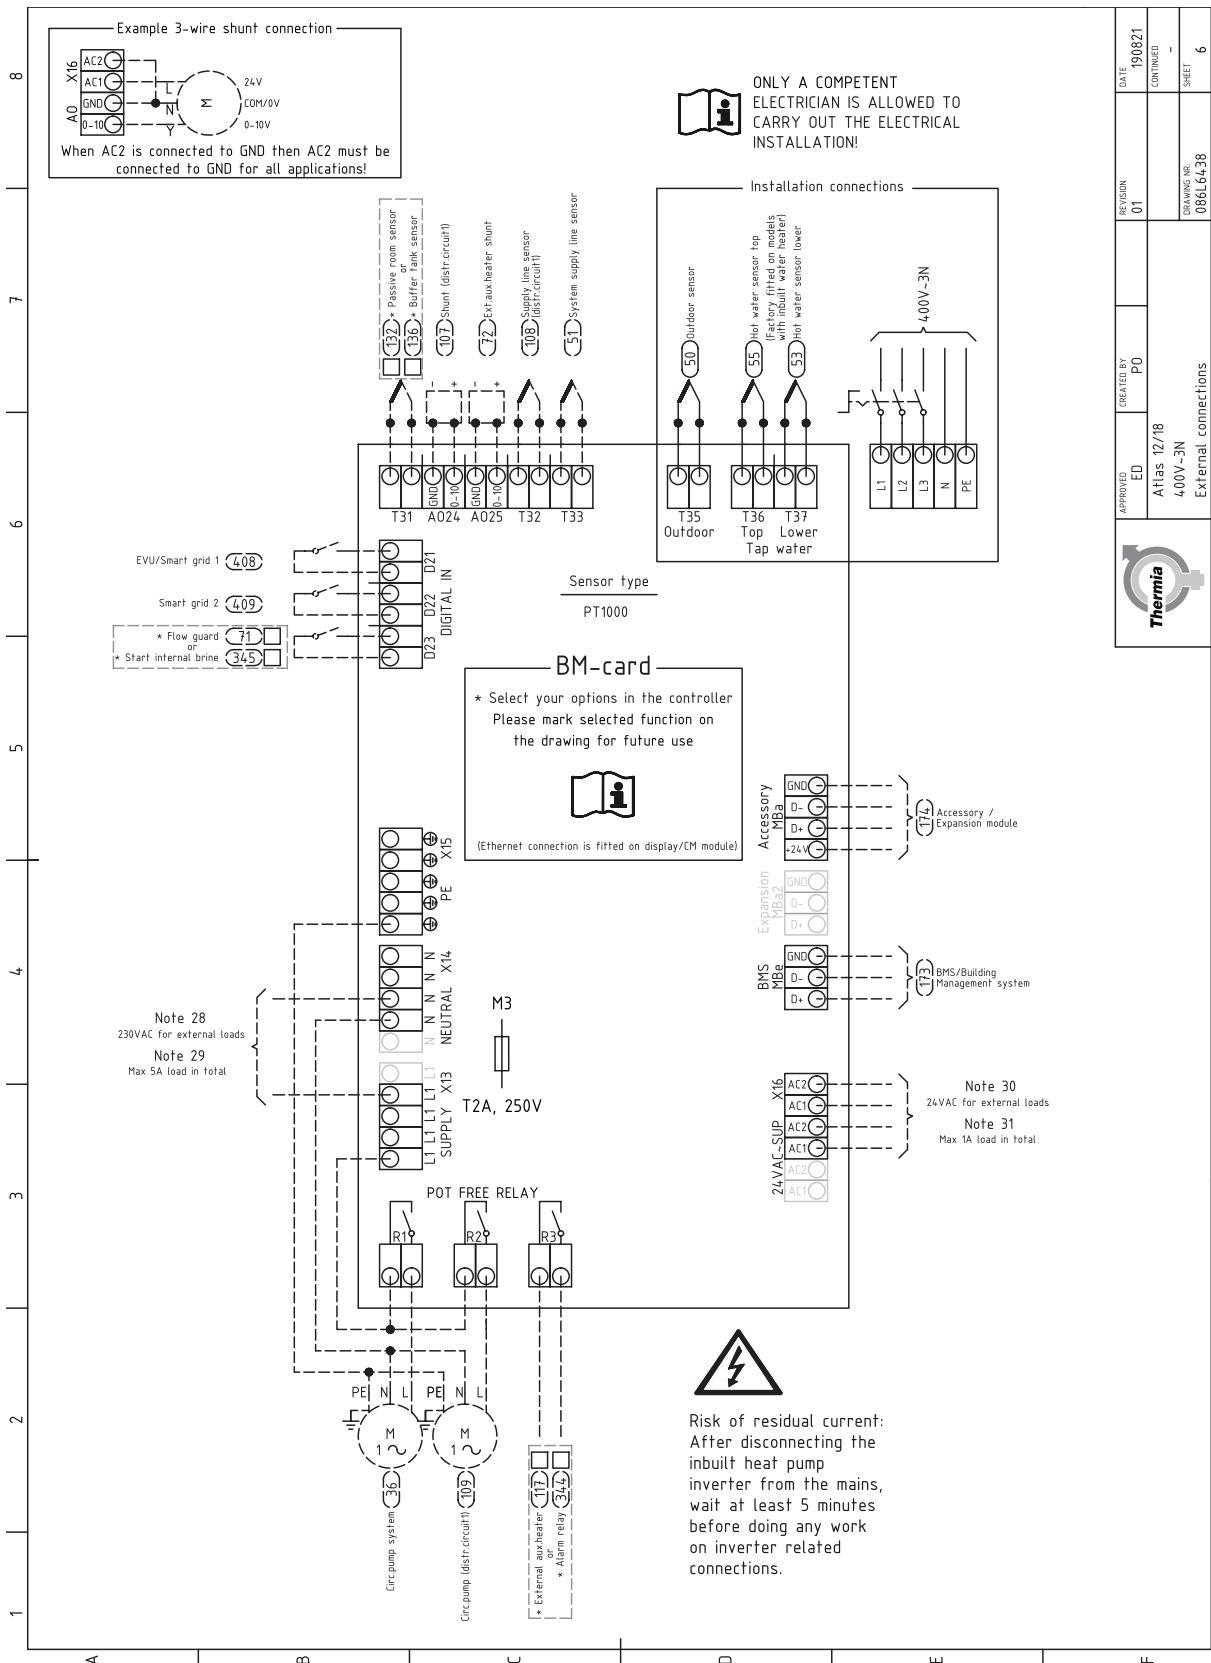 Example 3-wire shunt connection
X16
A0
AC2
AC1
GND
0-10
L
N
Y
M
24V
COM/0V
0-10V
When AC2 is connected to GND then AC2 must be
connected to GND for all applications!
ONLY A COMPETENT
ELECTRICIAN IS ALLOWED TO
CARRY OUT THE ELECTRICAL
INSTALLATION!
DATE
190821
CONTINUED
-
SHEET
6
REVISION
01
DRAWING NR.
086L6438
CREATED BY
PO
APPROVED
ED
Atlas 12/18
400V~3N
External connections
Thermia
8
7
6
5
4
3
2
1
A
B
C
D
E
F
132
* Passive room sensor
or
136
* Buffer tank sensor
107
Shunt (distr.circuit1)
72
Ext.aux.heater shunt
108
Supply line sensor
(distr.circuit1)
51
System supply line sensor
- +
- +
Installation connections
50
Outdoor sensor
55
Hot water sensor top
(Factory fitted on models
with inbuilt water heater)
53
Hot water sensor lower
400V~3N
GND
0-10
GND
0-10
T31
AO24
AO25
T32
T33
T35
Outdoor
T36
Top
T37
Lower
Tap water
L1
L2
L3
N
PE
EVU/Smart grid 1
408
Smart grid 2
409
* Flow guard
71
or
* Start internal brine
345
D21
D22
D23
DIGITAL IN
Sensor type
PT1000
BM-card
* Select your options in the controller
Please mark selected function on
the drawing for future use
(Ethernet connection is fitted on display/CM module)
Accessory
MBa
GND
D-
D+
+24V
174
Accessory /
Expansion module
Expansion
MBa2
GND
D-
D+
BMS
MBe
GND
D-
D+
173
BMS/Building
Management system
PE
X15
NEUTRAL
X14
N
N
N
N
N
Note 28
230VAC for external loads
Note 29
Max 5A load in total
SUPPLY
X13
L1
L1
L1
L1
L1
M3
T2A, 250V
24VAC~SUP
X16
AC2
AC1
AC2
AC1
AC2
AC1
Note 30
24VAC for external loads
Note 31
Max 1A load in total
POT FREE RELAY
R1
R2
R3
PE
N
L
PE
N
L
M
1
M
1
36
Circ.pump system
109
Circ.pump (distr.circuit1)
117
* External aux.heater
or
344
* Alarm relay
Risk of residual current:
After disconnecting the
inbuilt heat pump
inverter from the mains,
wait at least 5 minutes
before doing any work
on inverter related
connections.